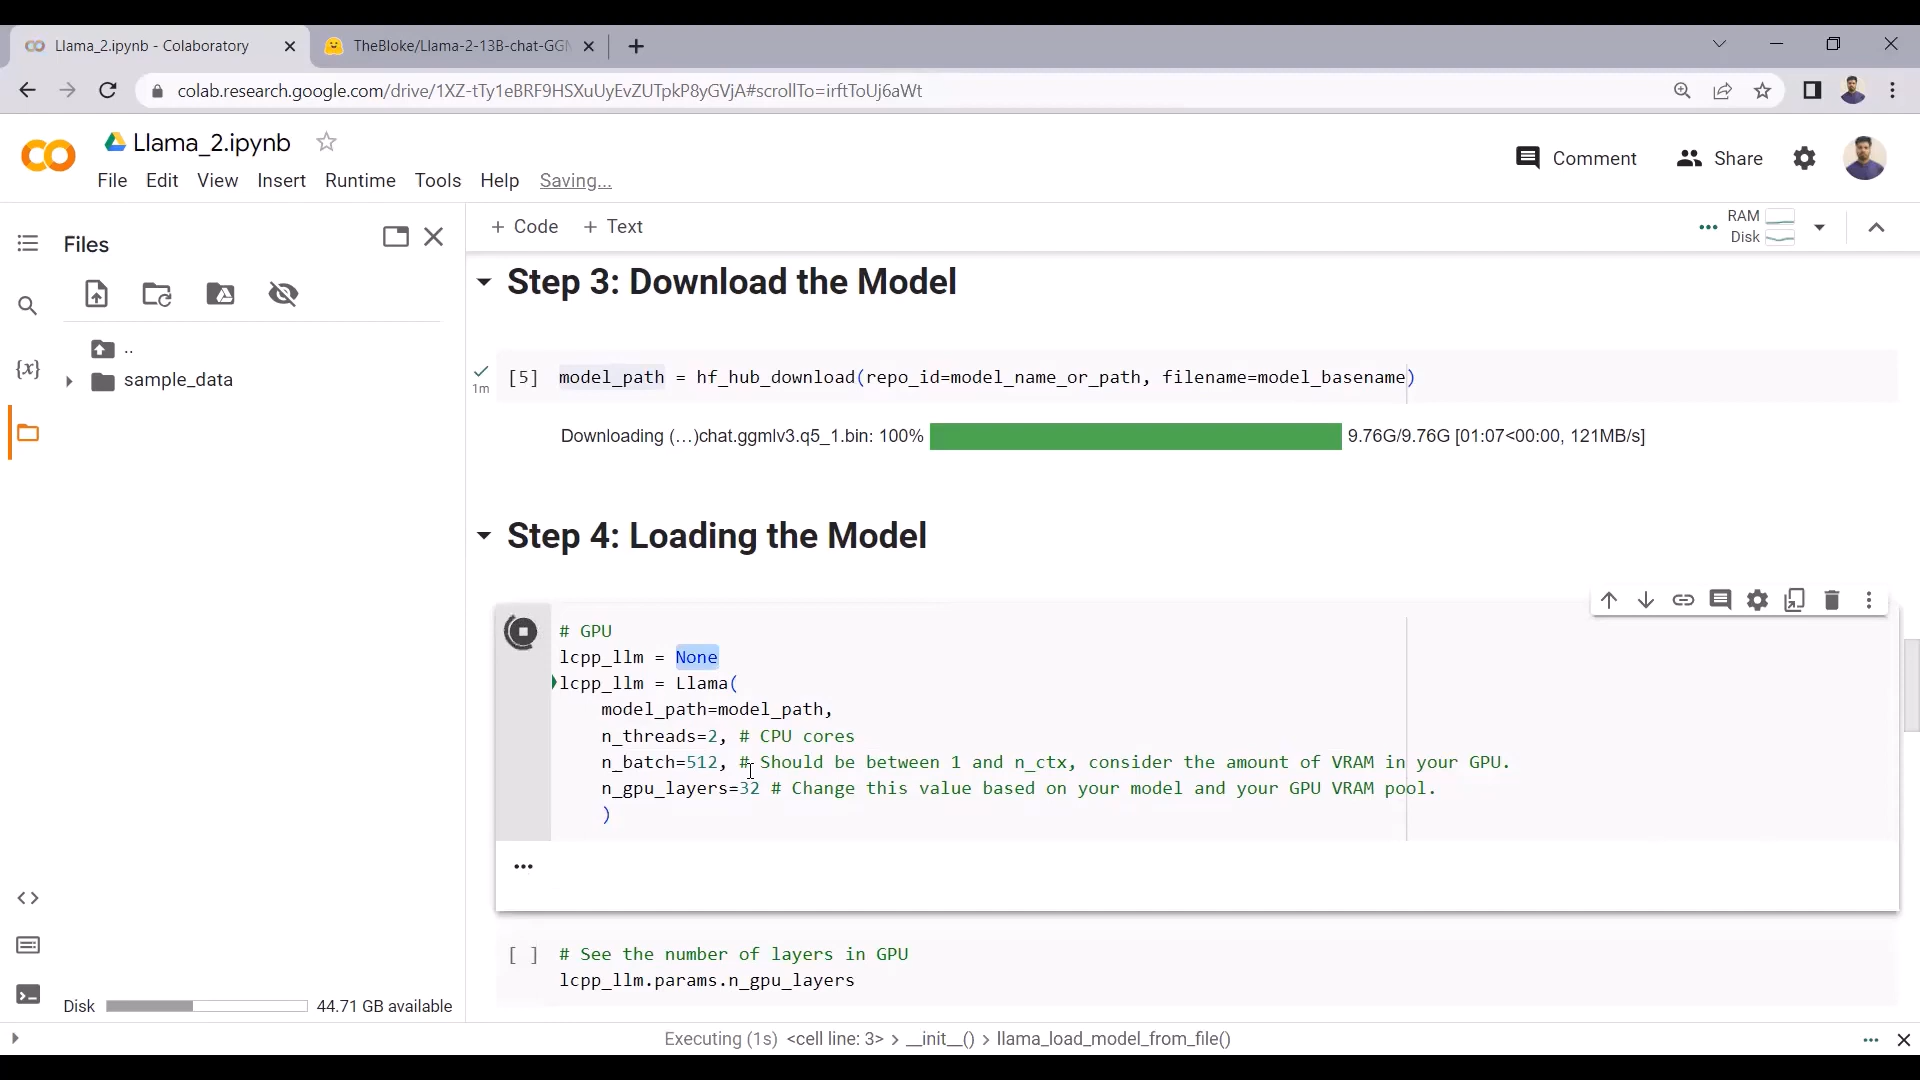 Llama_2.ipynb - Colaboratory
TheBloke/Llama-2-13B-chat-GGM
colab.research.google.com/drive/1XZ-tTy1eBRF9HSXuUyEvZUTpkP8yGVjA#scrollTo=irftToUj6aWt
Llama_2.ipynb
File Edit View Insert Runtime Tools Help Saving...
Comment
Share
Files
+ Code + Text
RAM
Disk
Step 3: Download the Model
..
sample_data
{x}
1m
[5] model_path = hf_hub_download(repo_id=model_name_or_path, filename=model_basename)
Downloading (…)chat.ggmlv3.q5_1.bin: 100% 9.76G/9.76G [01:07<00:00, 121MB/s]
Step 4: Loading the Model
# GPU
lcpp_llm = None
lcpp_llm = Llama(
model_path=model_path,
n_threads=2, # CPU cores
n_batch=512, # Should be between 1 and n_ctx, consider the amount of VRAM in your GPU.
n_gpu_layers=32 # Change this value based on your model and your GPU VRAM pool.
)
[ ] # See the number of layers in GPU
lcpp_llm.params.n_gpu_layers
Disk 44.71 GB available
Executing (1s) <cell line: 3> > __init__() > llama_load_model_from_file()